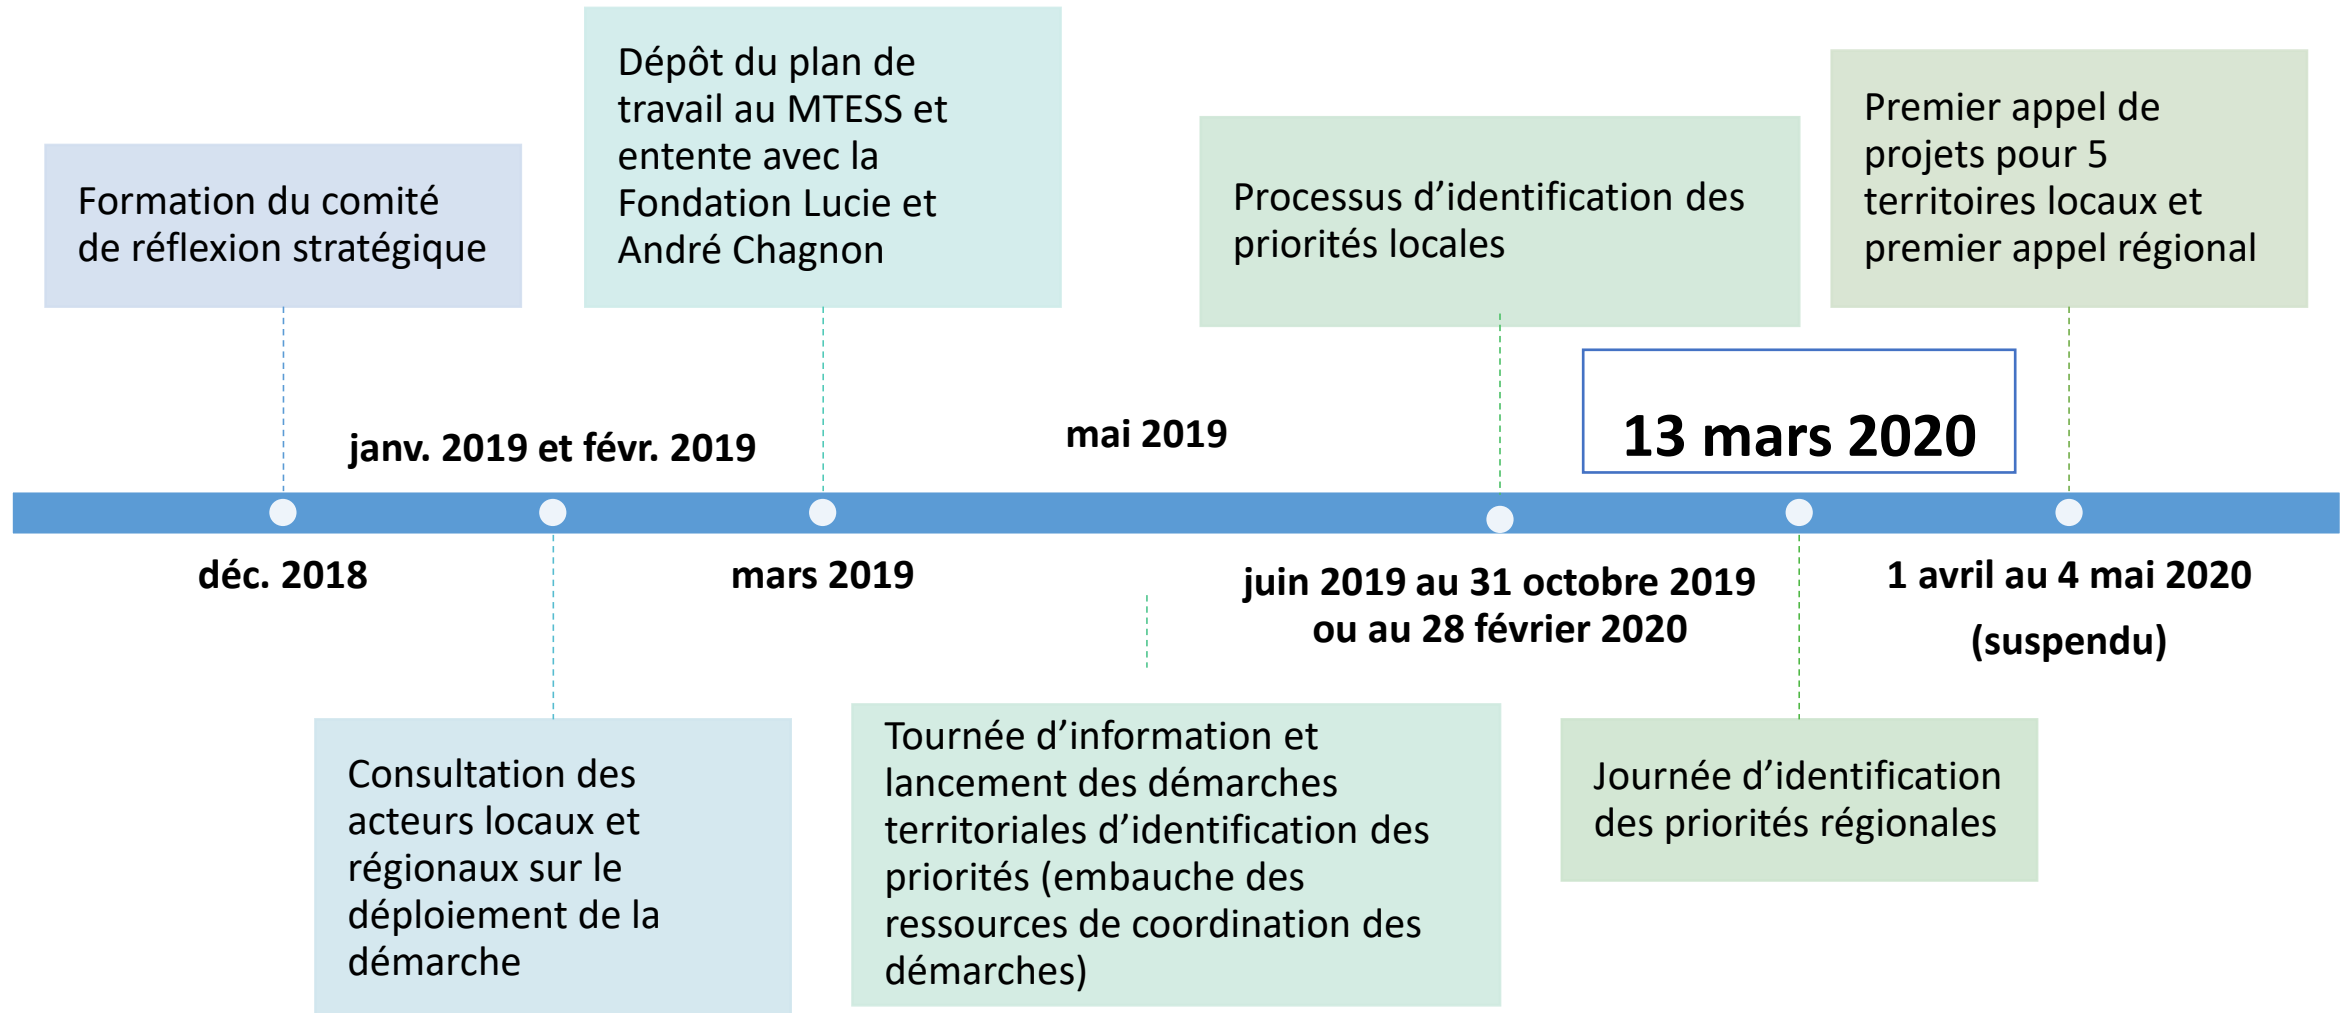 Formation du comité
de réflexion stratégique
Dépôt du plan de
travail au MTESS et
entente avec la
Fondation Lucie et
André Chagnon
Processus d’identification des
priorités locales
Premier appel de
projets pour 5
territoires locaux et
premier appel régional
janv. 2019 et févr. 2019
mai 2019
13 mars 2020
déc. 2018
mars 2019
juin 2019 au 31 octobre 2019
ou au 28 février 2020
1 avril au 4 mai 2020
(suspendu)
Consultation des
acteurs locaux et
régionaux sur le
déploiement de la
démarche
Tournée d’information et
lancement des démarches
territoriales d’identification des
priorités (embauche des
ressources de coordination des
démarches)
Journée d’identification
des priorités régionales